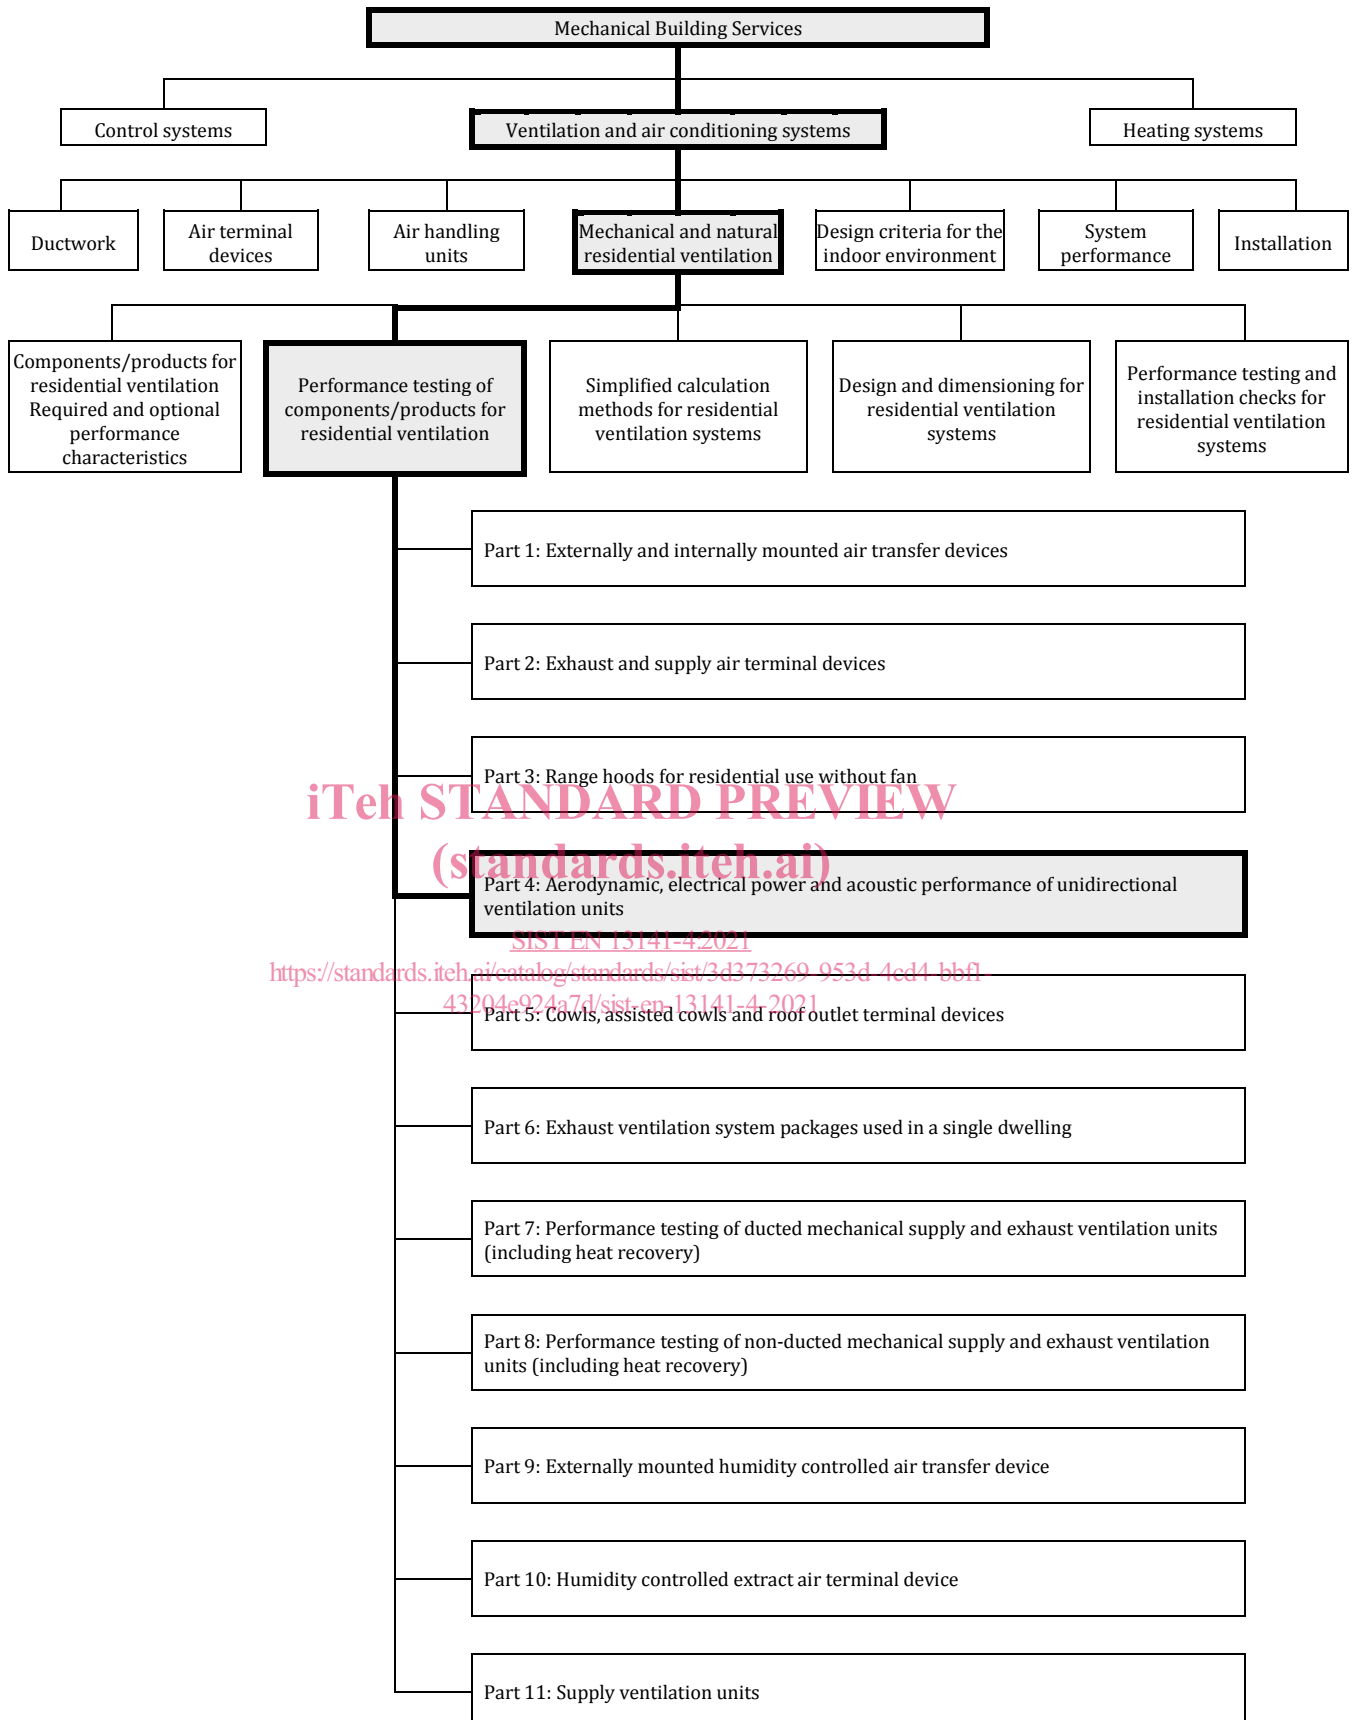 Mechanical Building Services
Control systems
Ventilation and air conditioning systems
Heating systems
Ductwork
Air terminal
devices
Air handling
units
Mechanical and natural
residential ventilation
Design criteria for the
indoor environment
System
performance
Installation
Components/products for
residential ventilation
Required and optional
performance
characteristics
Performance testing of
components/products for
residential ventilation
Simplified calculation
methods for residential
ventilation systems
Design and dimensioning for
residential ventilation
systems
Performance testing and
installation checks for
residential ventilation
systems
Part 1: Externally and internally mounted air transfer devices
Part 2: Exhaust and supply air terminal devices
Part 3: Range hoods for residential use without fan
iTeh STANDARD PREVIEW
(standards.iteh.ai)
Part 4: Aerodynamic, electrical power and acoustic performance of unidirectional
ventilation units
SIST EN 13141-4:2021
https://standards.iteh.ai/catalog/standards/sist/3d373269-953d-4cd4-bbf1-
43204e924a7d/sist-en-13141-4-2021
Part 5: Cowls, assisted cowls and roof outlet terminal devices
Part 6: Exhaust ventilation system packages used in a single dwelling
Part 7: Performance testing of ducted mechanical supply and exhaust ventilation units
(including heat recovery)
Part 8: Performance testing of non-ducted mechanical supply and exhaust ventilation
units (including heat recovery)
Part 9: Externally mounted humidity controlled air transfer device
Part 10: Humidity controlled extract air terminal device
Part 11: Supply ventilation units